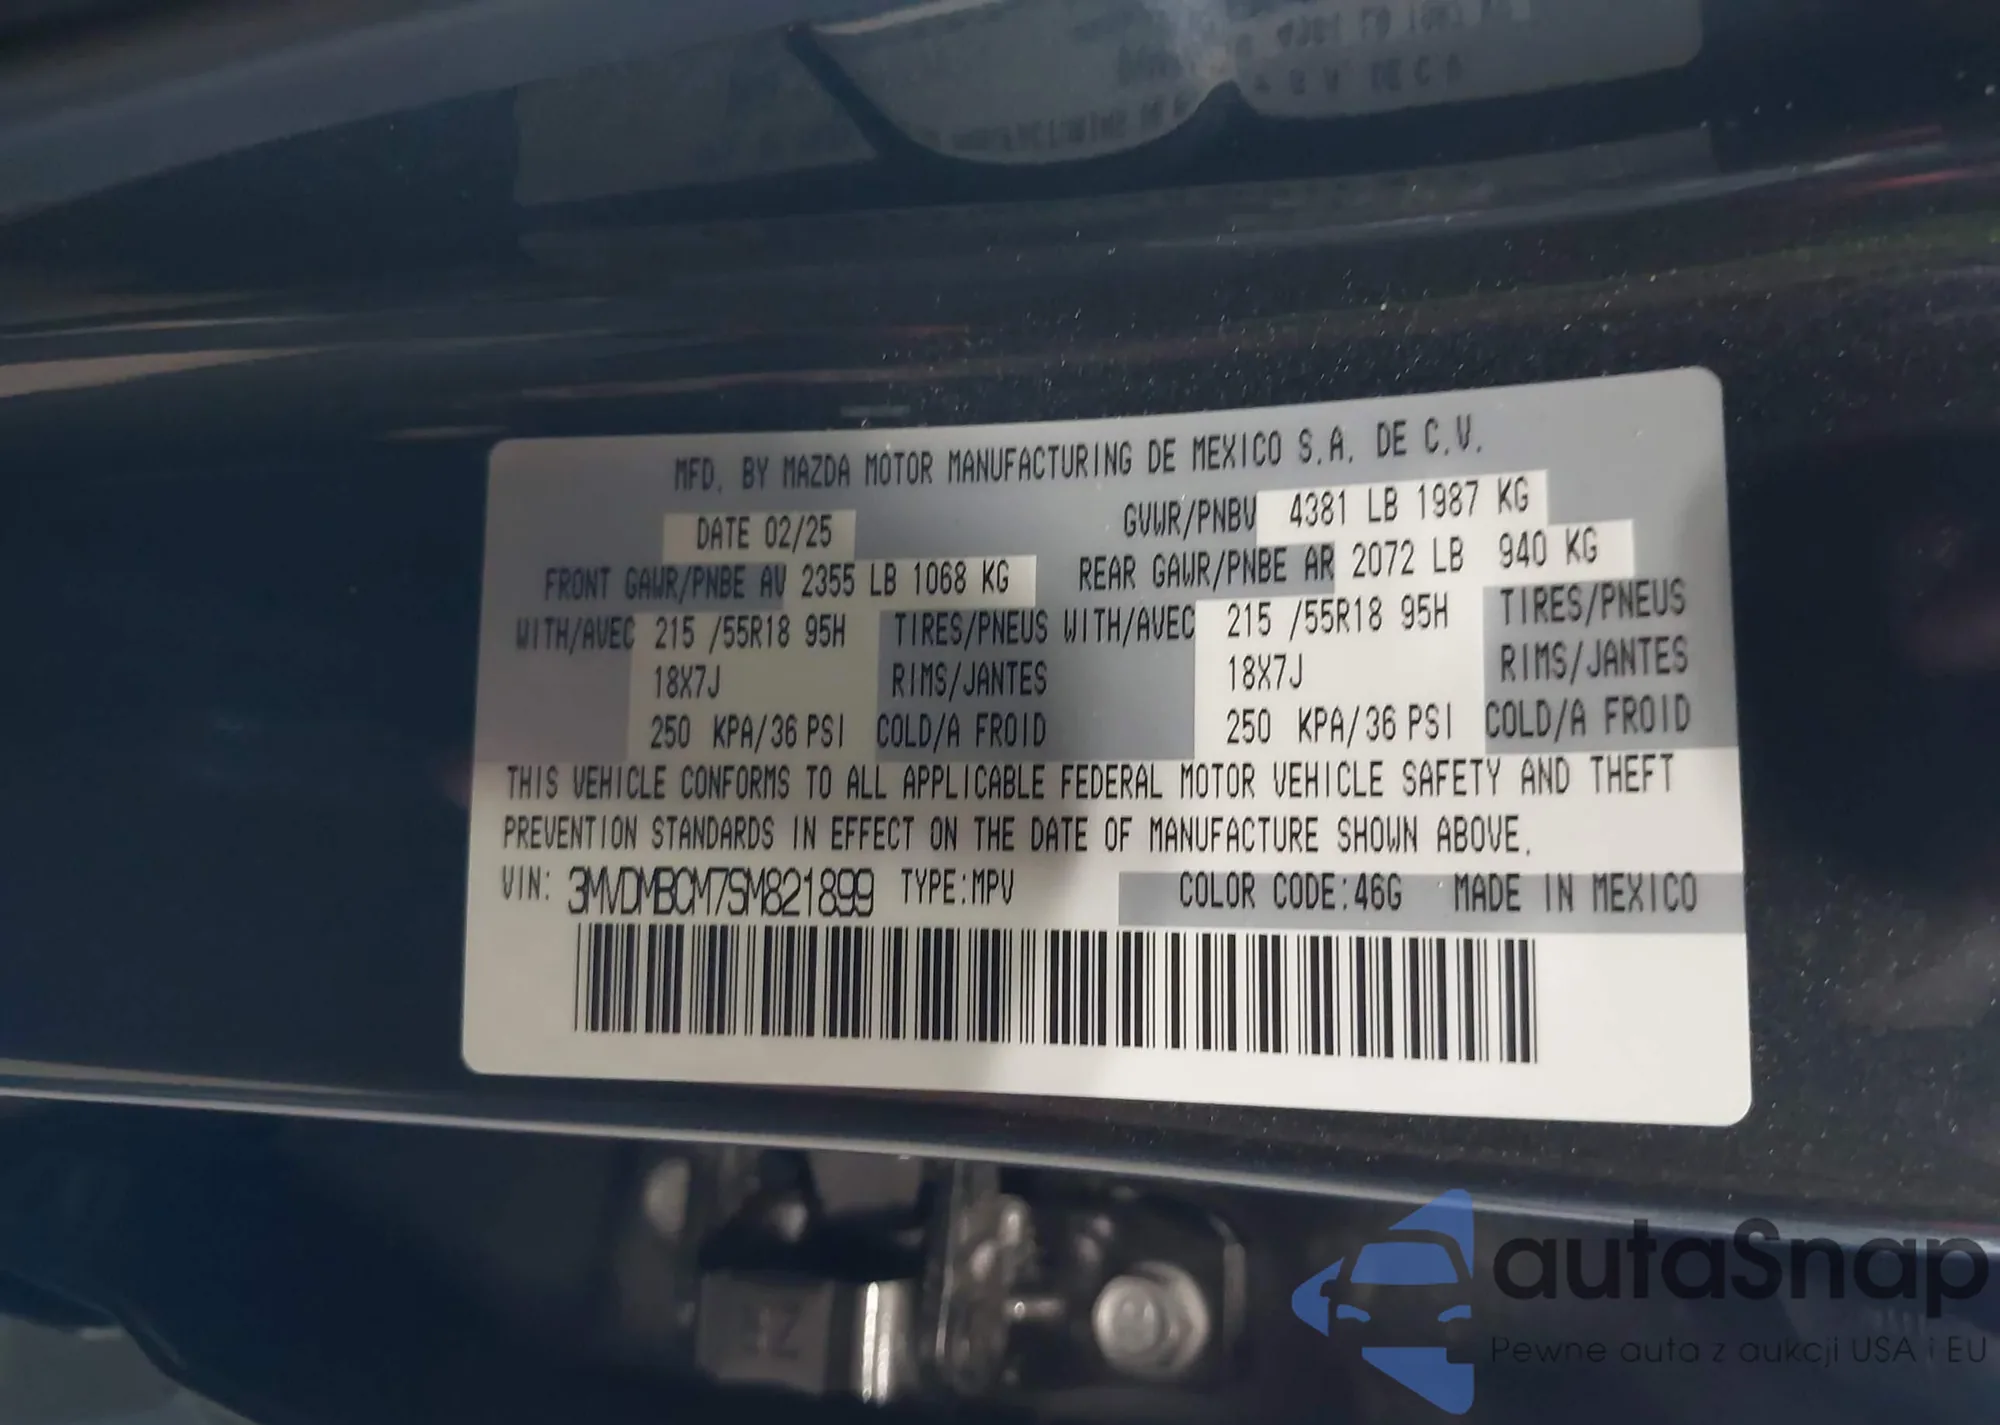 MFD. BY MAZDA MOTOR MANUFACTURING DE MEXICO S.A. DE C.V.
DATE 02/25 GVWR/PNBV 4381 LB 1987 KG
FRONT GAWR/PNBE AV 2355 LB 1068 KG REAR GAWR/PNBE AR 2072 LB 940 KG
WITH/AVEC 215 /55R18 95H TIRES/PNEUS WITH/AVEC 215 /55R18 95H TIRES/PNEUS
18X7J RIMS/JANTES 18X7J RIMS/JANTES
250 KPA/36 PSI COLD/A FROID 250 KPA/36 PSI COLD/A FROID
THIS VEHICLE CONFORMS TO ALL APPLICABLE FEDERAL MOTOR VEHICLE SAFETY AND THEFT
PREVENTION STANDARDS IN EFFECT ON THE DATE OF MANUFACTURE SHOWN ABOVE.
VIN: 3MVDMBCM7SM821899 TYPE:MPV COLOR CODE:46G MADE IN MEXICO
autaSnap
Pewne auta z aukcji USA i EU